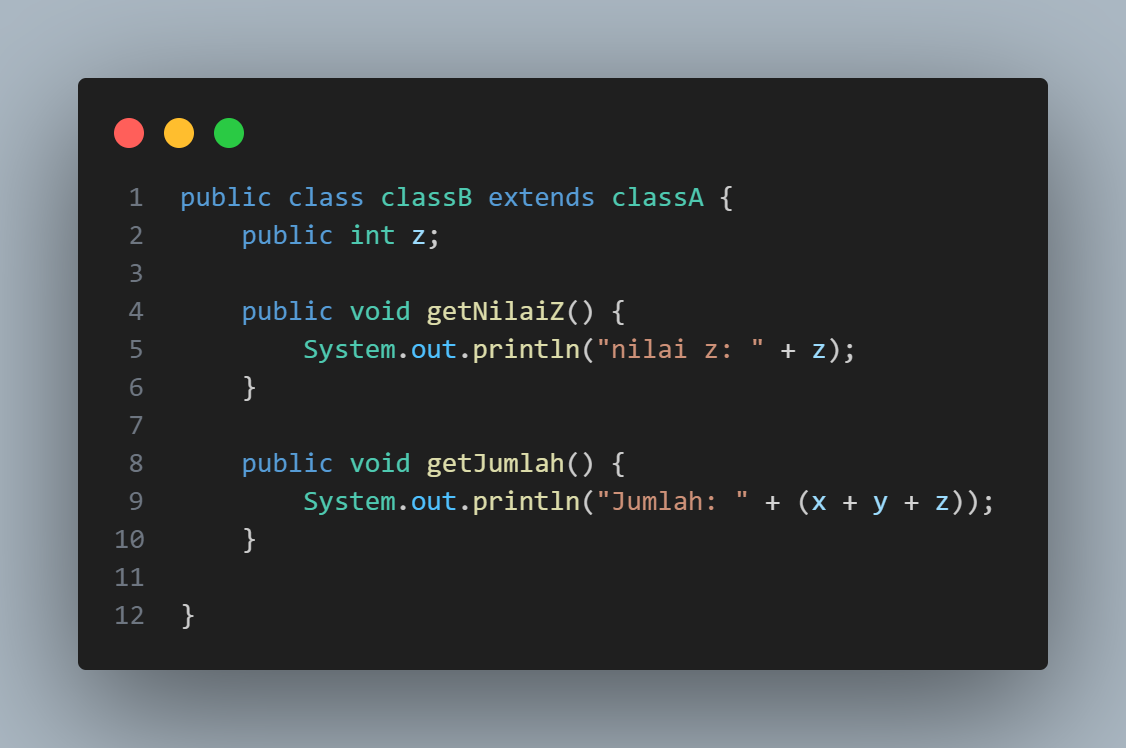 1 public class classB extends classA {
2     public int z;
3
4     public void getNilaiZ() {
5         System.out.println("nilai z: " + z);
6     }
7
8     public void getJumlah() {
9         System.out.println("Jumlah: " + (x + y + z));
10     }
11
12 }